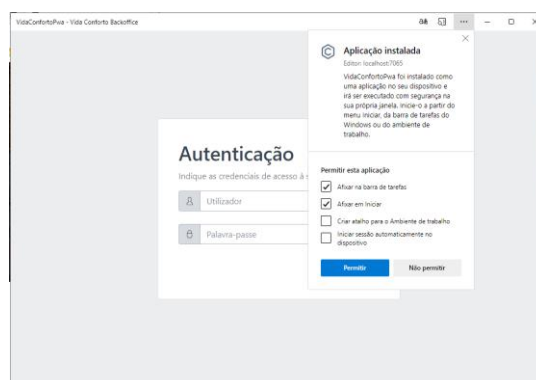 VidaConfortoPwa - Vida Conforto Backoffice
Aplicação instalada
Editor: localhost:7065
VidaConfortoPwa foi instalado como
uma aplicação no seu dispositivo e
irá ser executado com segurança na
sua própria janela. Inicie-o a partir do
menu Iniciar, da barra de tarefas do
Windows ou do ambiente de
trabalho.
Autenticação
Indique as credenciais de acesso à
Utilizador
Palavra-passe
Permitir esta aplicação
Afixar na barra de tarefas
Afixar em Iniciar
Criar atalho para o Ambiente de trabalho
Iniciar sessão automaticamente no
dispositivo
Permitir
Não permitir